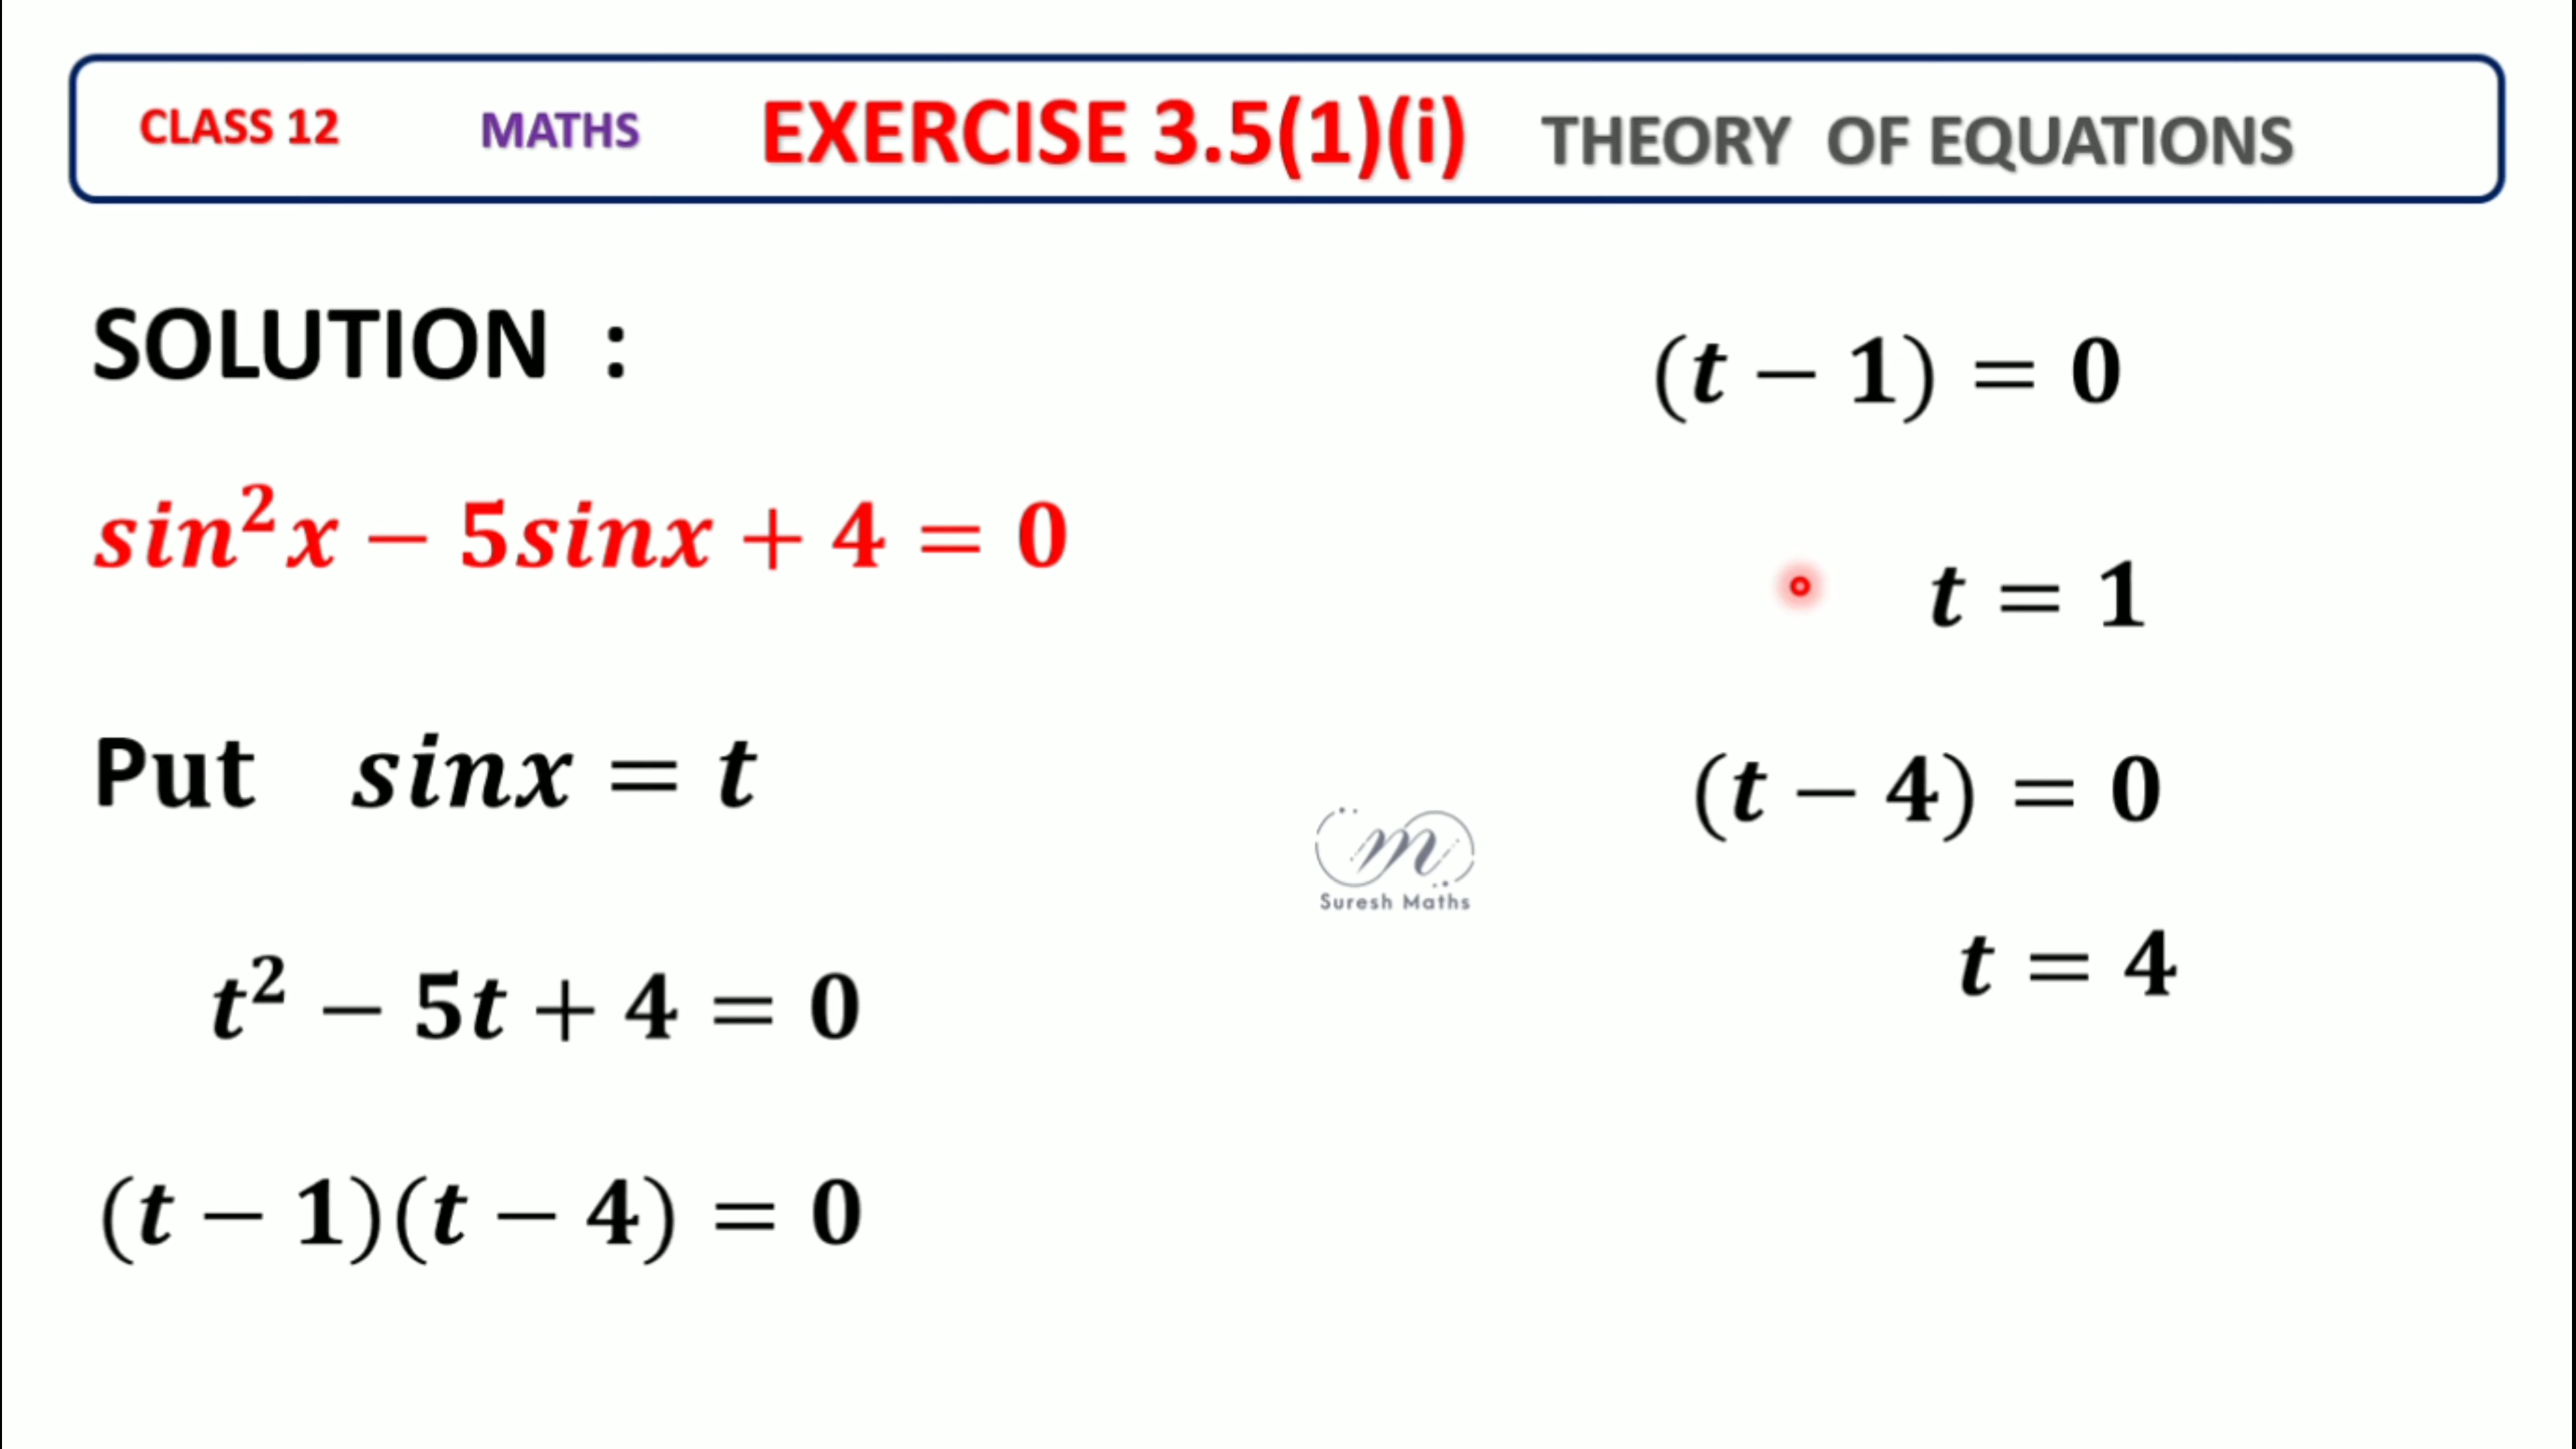 CLASS 12 MATHS EXERCISE 3.5(1)(i) THEORY OF EQUATIONS
SOLUTION :
sin²x − 5sinx + 4 = 0
Put sinx = t
t² − 5t + 4 = 0
(t − 1)(t − 4) = 0
(t − 1) = 0
t = 1
(t − 4) = 0
t = 4
m
Suresh Maths